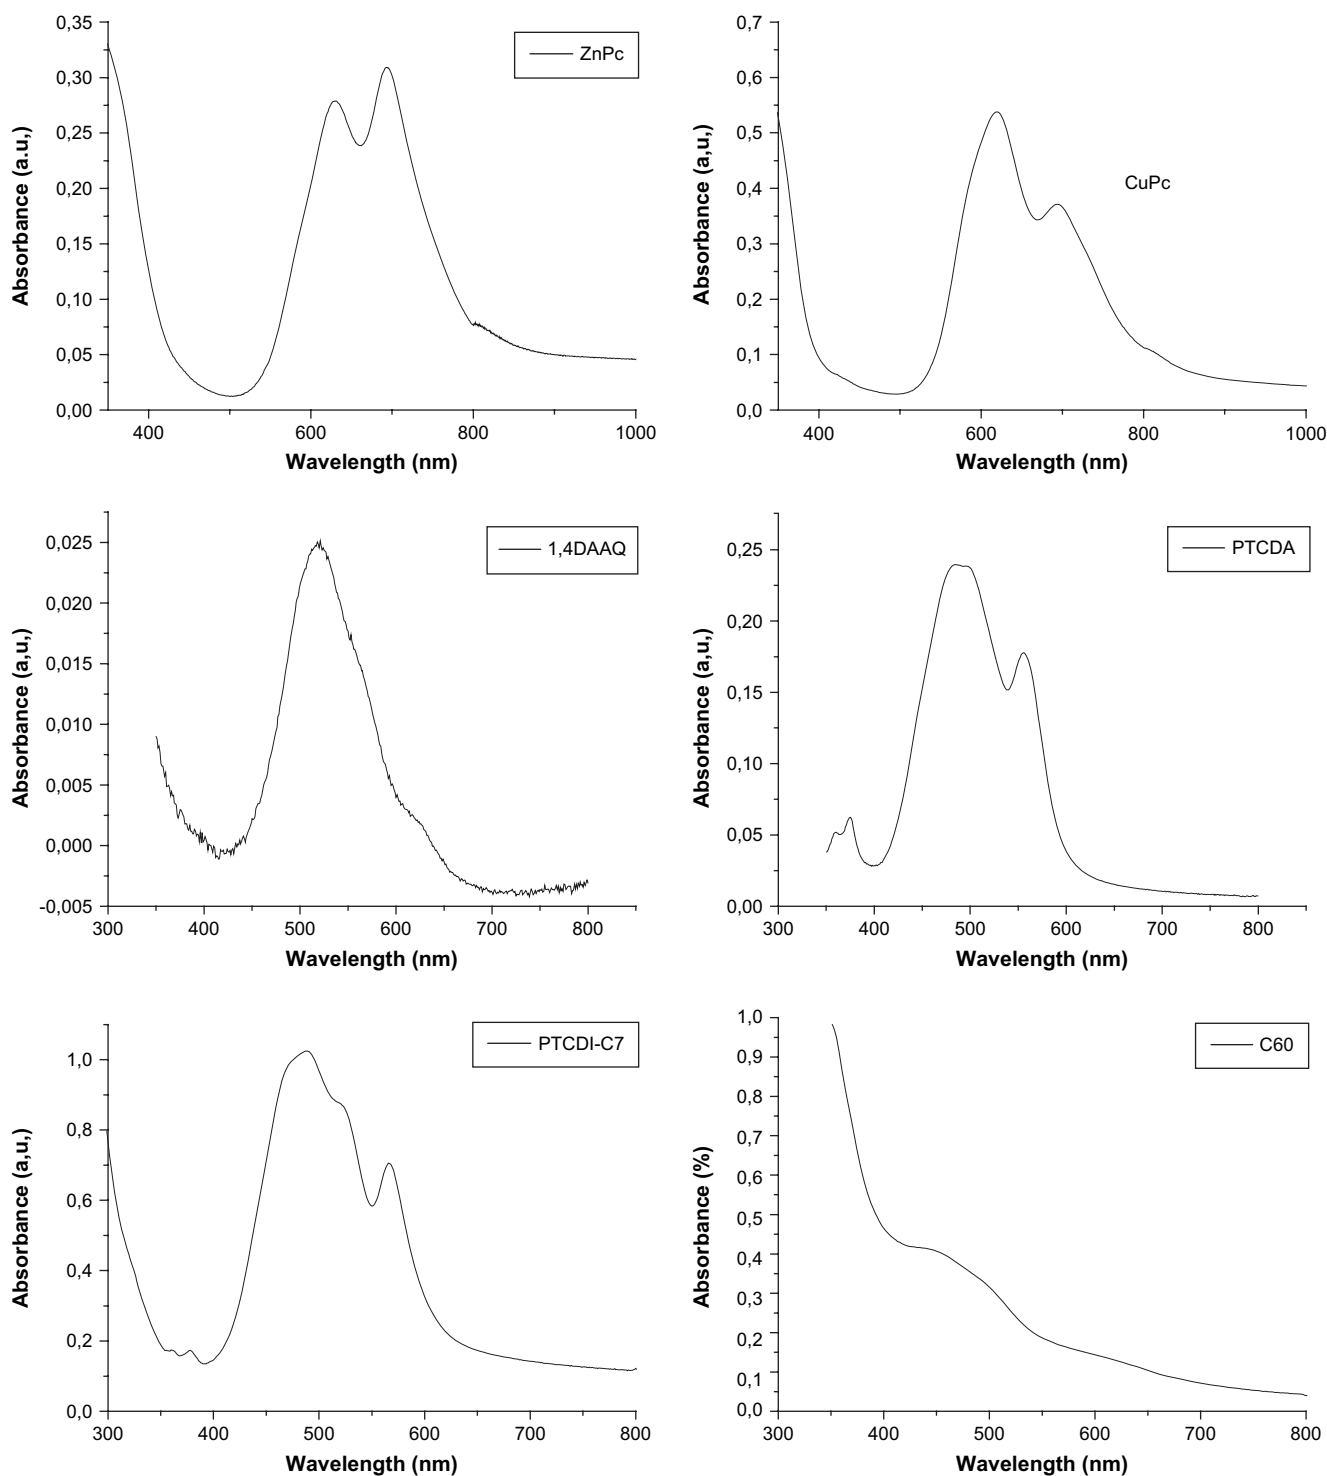 0,35
0,30
0,25
0,20
0,15
0,10
0,05
0,00
Absorbance (a.u,)
ZnPc
400 600 800 1000
Wavelength (nm)
0,7
0,6
0,5
0,4
0,3
0,2
0,1
0,0
Absorbance (a,u,)
CuPc
400 600 800 1000
Wavelength (nm)
0,025
0,020
0,015
0,010
0,005
0,000
-0,005
Absorbance (a,u,)
1,4DAAQ
300 400 500 600 700 800
Wavelength (nm)
0,25
0,20
0,15
0,10
0,05
0,00
Absorbance (a,u,)
PTCDA
300 400 500 600 700 800
Wavelength (nm)
1,0
0,8
0,6
0,4
0,2
0,0
Absorbance (a,u,)
PTCDI-C7
300 400 500 600 700 800
Wavelength (nm)
1,0
0,9
0,8
0,7
0,6
0,5
0,4
0,3
0,2
0,1
0,0
Absorbance (%)
C60
300 400 500 600 700 800
Wavelength (nm)